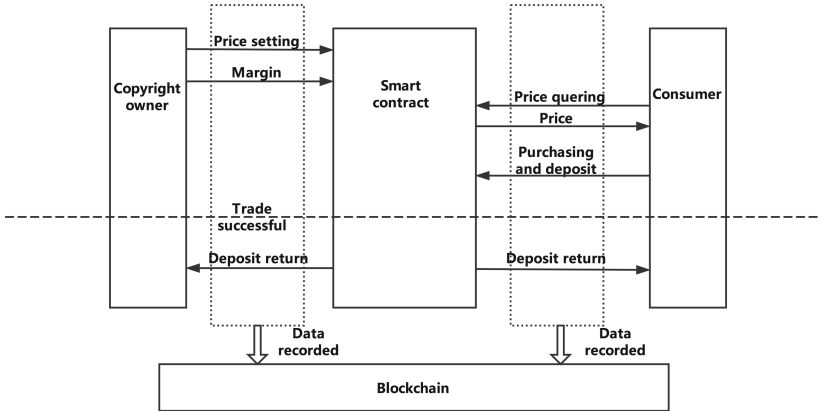 Price setting
Margin
Copyright
owner
Smart
contract
Price quering
Price
Consumer
Purchasing
and deposit
Trade
successful
Deposit return
Deposit return
Data
recorded
Data
recorded
Blockchain